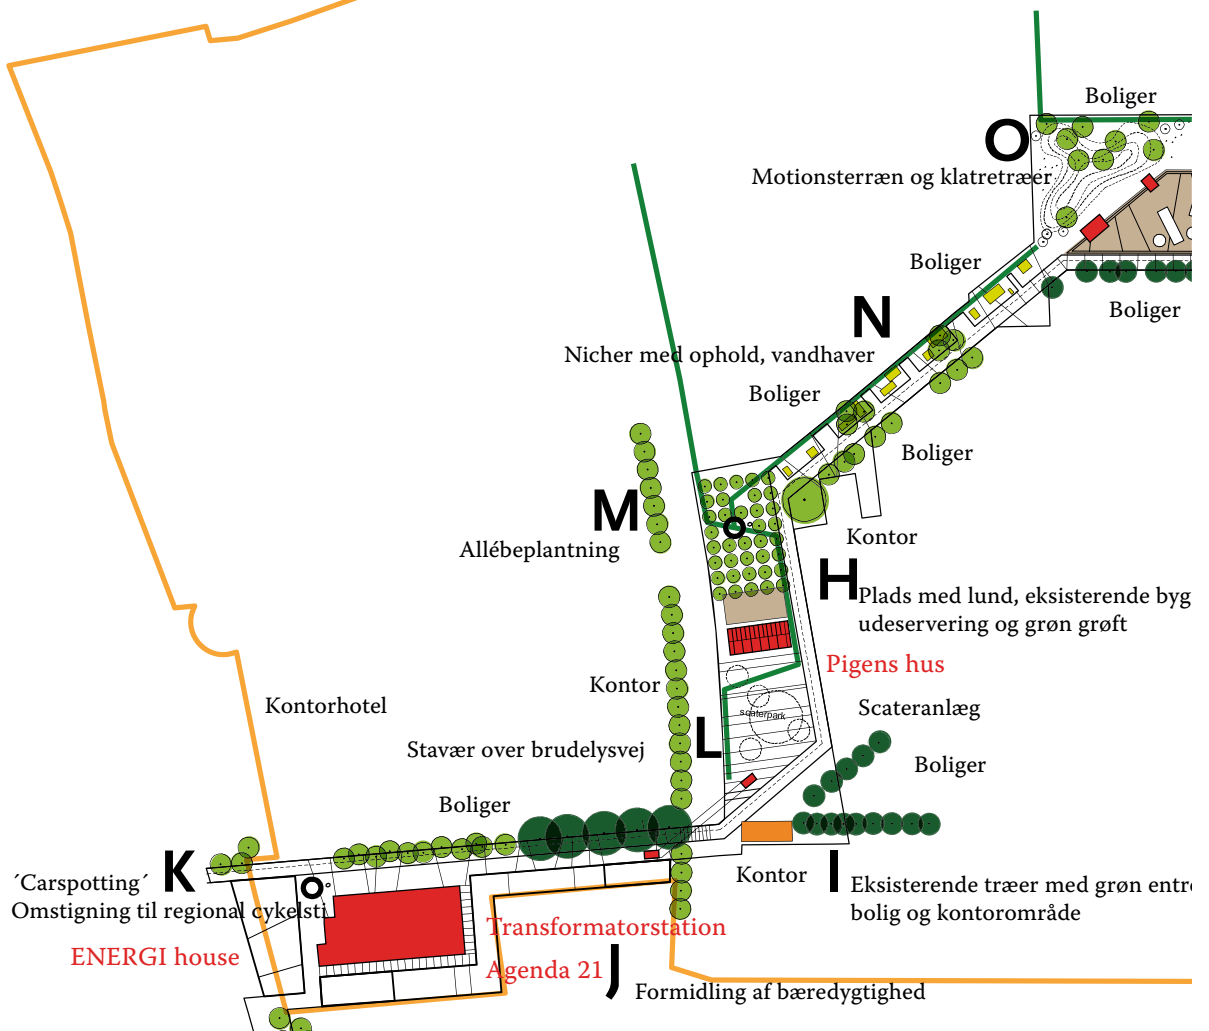 Boliger
O
Motionsterræn og klatretræer
Boliger
N
Boliger
Nicher med ophold, vandhaver
Boliger
Boliger
M
Allébeplantning
Kontor
H
Plads med lund, eksisterende byg
udeservering og grøn grøft
Pigens hus
Kontor
Kontorhotel
Scateranlæg
scaterpark
L
Stavær over brudelysvej
Boliger
Boliger
K
´Carspotting´
Omstigning til regional cykelsti
ENERGI house
Kontor
I
Eksisterende træer med grøn entre
bolig og kontorområde
Transformatorstation
Agenda 21
J
Formidling af bæredygtighed